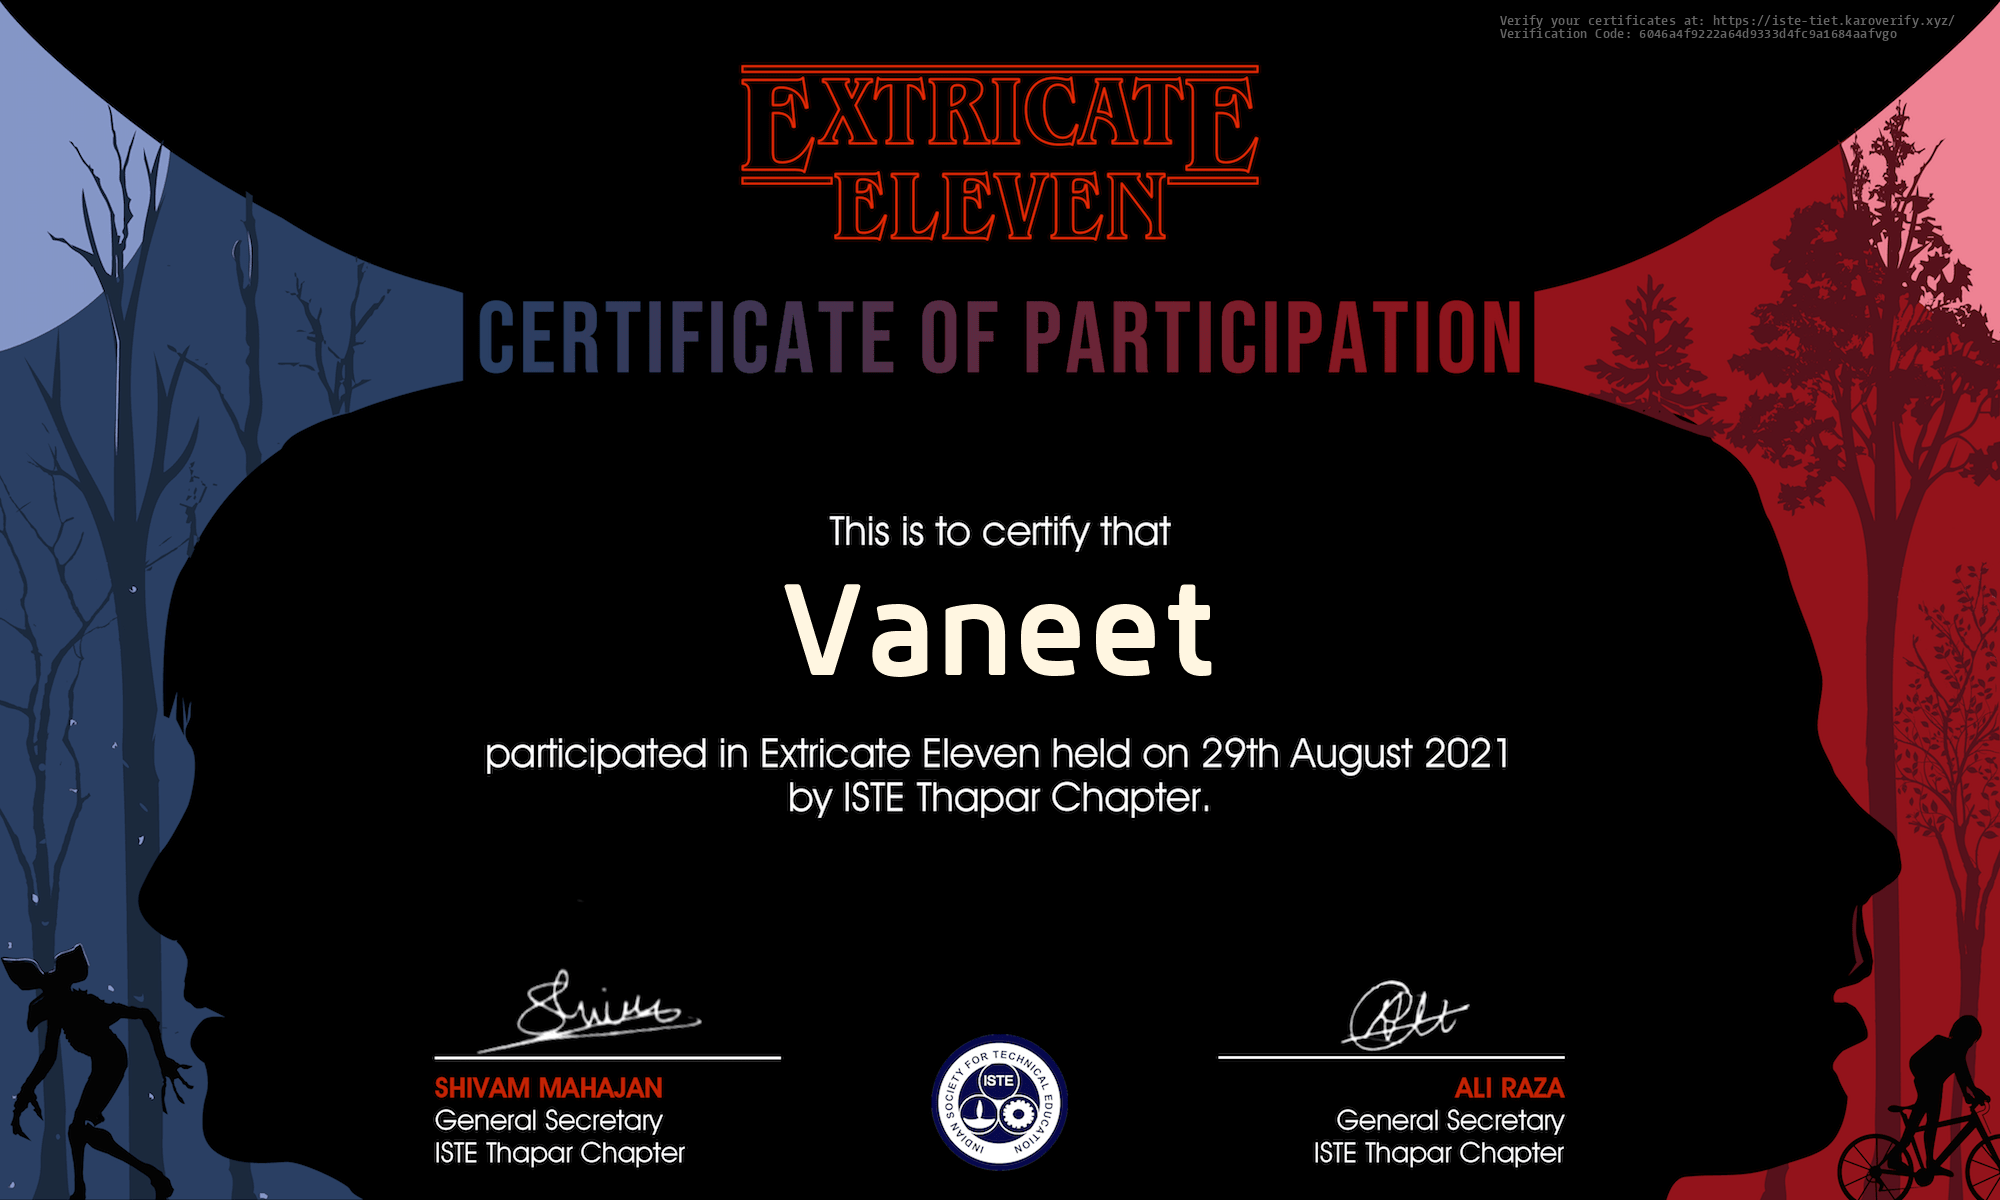 Verify your certificates at: https://iste-tiet.karoverify.xyz/
Verification Code: 6046a4f9222a64d9333d4fc9a1684aafvgo
EXTRICATE
ELEVEN
CERTIFICATE OF PARTICIPATION
This is to certify that
Vaneet
participated in Extricate Eleven held on 29th August 2021
by ISTE Thapar Chapter.
SHIVAM MAHAJAN
General Secretary
ISTE Thapar Chapter
INDIAN SOCIETY FOR TECHNICAL EDUCATION
ISTE
ALI RAZA
General Secretary
ISTE Thapar Chapter